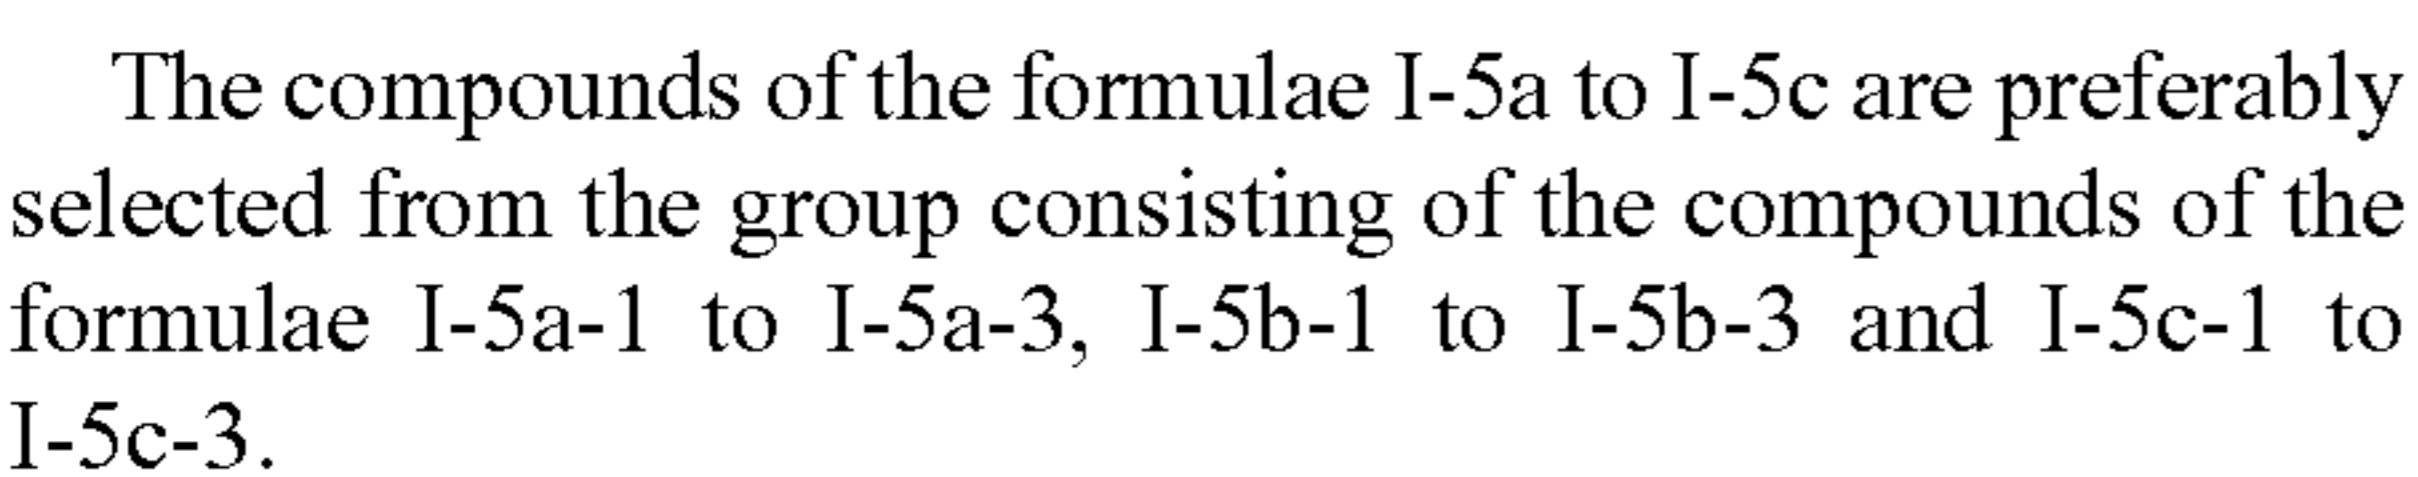 The compounds of the formulae I-5a to I-5c are preferably
selected from the group consisting of the compounds of the
formulae I-5a-1 to I-5a-3, I-5b-1 to I-5b-3 and I-5c-1 to
I-5c-3.